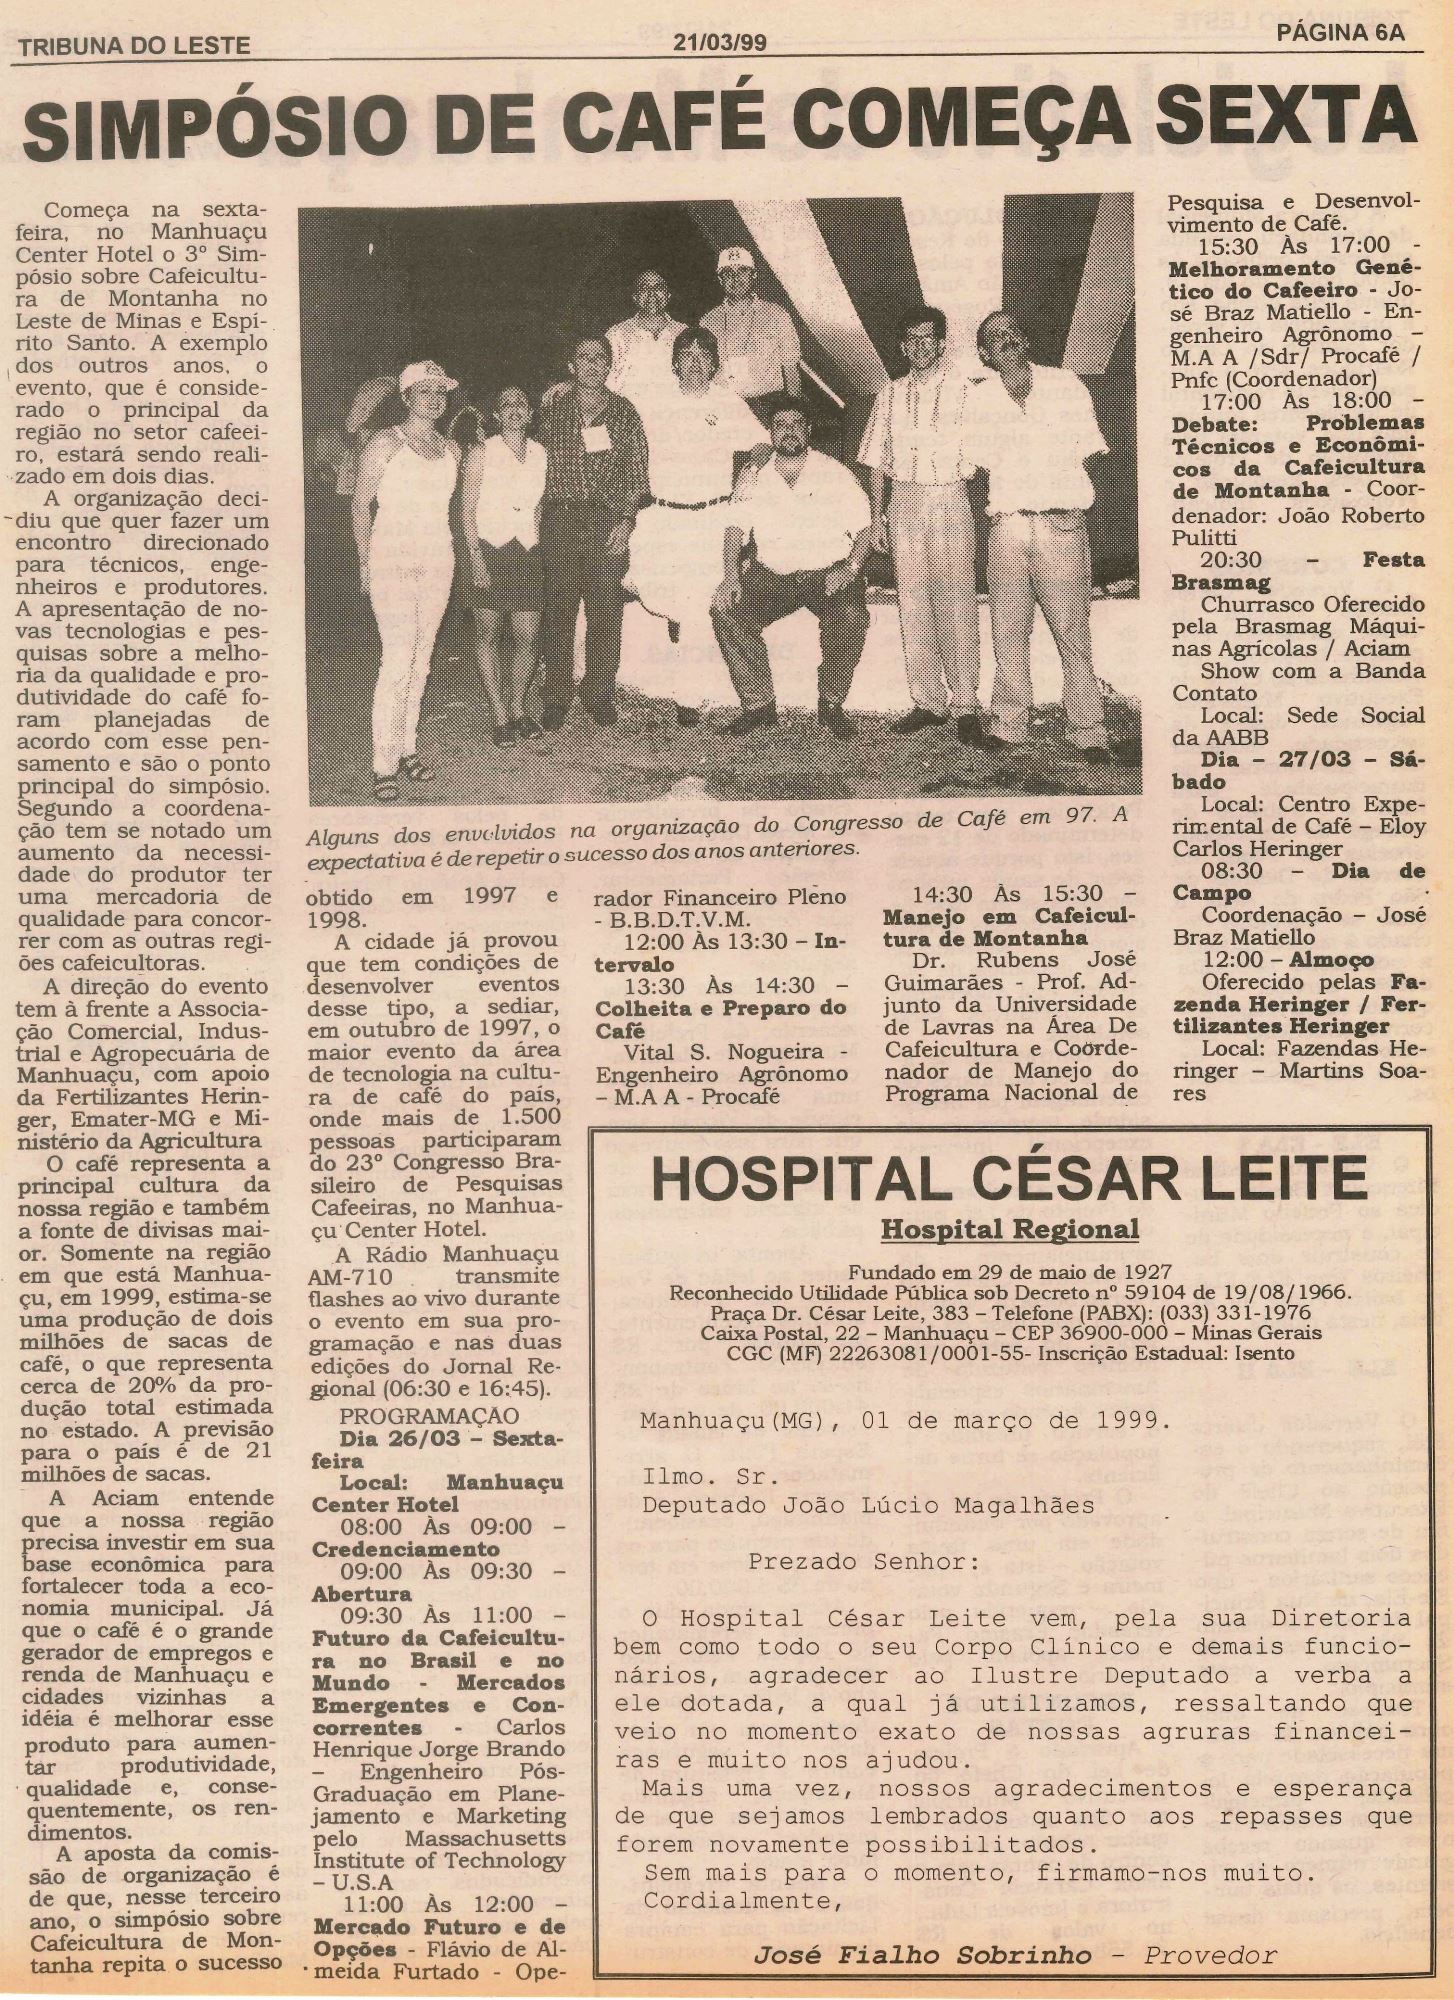 TRIBUNA DO LESTE
21/03/99
PÁGINA 6A
SIMPÓSIO DE CAFÉ COMEÇA SEXTA
Começa na sexta-
feira, no Manhuaçu
Center Hotel o 3º Sim-
pósio sobre Cafeicultu-
ra de Montanha no
Leste de Minas e Espí-
rito Santo. A exemplo
dos outros anos, o
evento, que é conside-
rado o principal da
região no setor cafeei-
ro, estará sendo reali-
zado em dois dias.
A organização deci-
diu que quer fazer um
encontro direcionado
para técnicos, enge-
nheiros e produtores.
A apresentação de no-
vas tecnologias e pes-
quisas sobre a melho-
ria da qualidade e pro-
dutividade do café fo-
ram planejadas de
acordo com esse pen-
samento e são o ponto
principal do simpósio.
Segundo a coordena-
ção tem se notado um
aumento da necessi-
dade do produtor ter
uma mercadoria de
qualidade para concor-
rer com as outras regi-
ões cafeicultoras.
A direção do evento
tem à frente a Associa-
ção Comercial, Indus-
trial e Agropecuária de
Manhuaçu, com apoio
da Fertilizantes Herin-
ger, Emater-MG e Mi-
nistério da Agricultura
O café representa a
principal cultura da
nossa região e também
a fonte de divisas mai-
or. Somente na região
em que está Manhua-
çu, em 1999, estima-se
uma produção de dois
milhões de sacas de
café, o que representa
cerca de 20% da pro-
dução total estimada
no estado. A previsão
para o país é de 21
milhões de sacas.
A Aciam entende
que a nossa região
precisa investir em sua
base econômica para
fortalecer toda a eco-
nomia municipal. Já
que o café é o grande
gerador de empregos e
renda de Manhuaçu e
cidades vizinhas a
idéia é melhorar esse
produto para aumen-
tar produtividade,
qualidade e, conse-
quentemente, os ren-
dimentos.
A aposta da comis-
são de organização é
de que, nesse terceiro
ano, o simpósio sobre
Cafeicultura de Mon-
tanha repita o sucesso
Alguns dos envolvidos na organização do Congresso de Café em 97. A
expectativa é de repetir o sucesso dos anos anteriores.
obtido em 1997 e
1998.
A cidade já provou
que tem condições de
desenvolver eventos
desse tipo, a sediar,
em outubro de 1997, o
maior evento da área
de tecnologia na cultu-
ra de café do país,
onde mais de 1.500
pessoas participaram
do 23º Congresso Bra-
sileiro de Pesquisas
Cafeeiras, no Manhua-
çu Center Hotel.
A Rádio Manhuaçu
AM-710 transmite
flashes ao vivo durante
o evento em sua pro-
gramação e nas duas
edições do Jornal Re-
gional (06:30 e 16:45).
PROGRAMAÇÃO
Dia 26/03 – Sexta-
feira
Local: Manhuaçu
Center Hotel
08:00 Às 09:00 –
Credenciamento
09:00 Às 09:30 –
Abertura
09:30 Às 11:00 –
Futuro da Cafeicultu-
ra no Brasil e no
Mundo - Mercados
Emergentes e Con-
correntes - Carlos
Henrique Jorge Brando
– Engenheiro Pós-
Graduação em Plane-
jamento e Marketing
pelo Massachusetts
Institute of Technology
– U.S.A
11:00 Às 12:00 –
Mercado Futuro e de
Opções - Flávio de Al-
meida Furtado - Ope-
rador Financeiro Pleno
- B.B.D.T.V.M.
12:00 Às 13:30 – In-
tervalo
13:30 Às 14:30 –
Colheita e Preparo do
Café
Vital S. Nogueira -
Engenheiro Agrônomo
– M.A A - Procafé
14:30 Às 15:30 –
Manejo em Cafeicul-
tura de Montanha
Dr. Rubens José
Guimarães - Prof. Ad-
junto da Universidade
de Lavras na Área De
Cafeicultura e Coorde-
nador de Manejo do
Programa Nacional de
Pesquisa e Desenvol-
vimento de Café.
15:30 Às 17:00 -
Melhoramento Gené-
tico do Cafeeiro - Jo-
sé Braz Matiello - En-
genheiro Agrônomo –
M.A A /Sdr/ Procafé /
Pnfc (Coordenador)
17:00 Às 18:00 –
Debate: Problemas
Técnicos e Econômi-
cos da Cafeicultura
de Montanha - Coor-
denador: João Roberto
Pulitti
20:30 – Festa
Brasmag
Churrasco Oferecido
pela Brasmag Máqui-
nas Agrícolas / Aciam
Show com a Banda
Contato
Local: Sede Social
da AABB
Dia – 27/03 – Sá-
bado
Local: Centro Expe-
rimental de Café – Eloy
Carlos Heringer
08:30 – Dia de
Campo
Coordenação – José
Braz Matiello
12:00 – Almoço
Oferecido pelas Fa-
zenda Heringer / Fer-
tilizantes Heringer
Local: Fazendas He-
ringer – Martins Soa-
res
HOSPITAL CÉSAR LEITE
Hospital Regional
Fundado em 29 de maio de 1927
Reconhecido Utilidade Pública sob Decreto nº 59104 de 19/08/1966.
Praça Dr. César Leite, 383 – Telefone (PABX): (033) 331-1976
Caixa Postal, 22 – Manhuaçu – CEP 36900-000 – Minas Gerais
CGC (MF) 22263081/0001-55- Inscrição Estadual: Isento
Manhuaçu(MG), 01 de março de 1999.
Ilmo. Sr.
Deputado João Lúcio Magalhães
Prezado Senhor:
O Hospital César Leite vem, pela sua Diretoria
bem como todo o seu Corpo Clínico e demais funcio-
nários, agradecer ao Ilustre Deputado a verba a
ele dotada, a qual já utilizamos, ressaltando que
veio no momento exato de nossas agruras financei-
ras e muito nos ajudou.
Mais uma vez, nossos agradecimentos e esperança
de que sejamos lembrados quanto aos repasses que
forem novamente possibilitados.
Sem mais para o momento, firmamo-nos muito.
Cordialmente,
José Fialho Sobrinho – Provedor